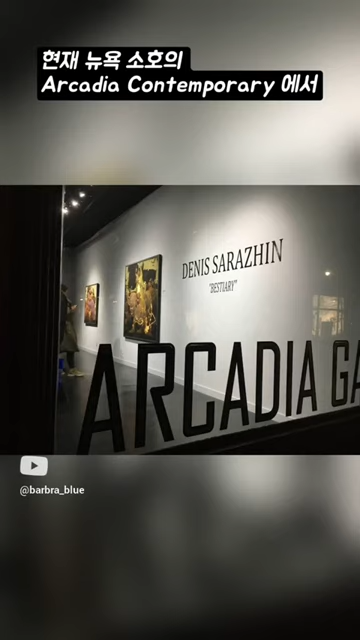 현재 뉴욕 소호의
Arcadia Contemporary 에서
DENIS SARAZHIN
"BESTIARY"
ARCADIA GA
@barbra_blue